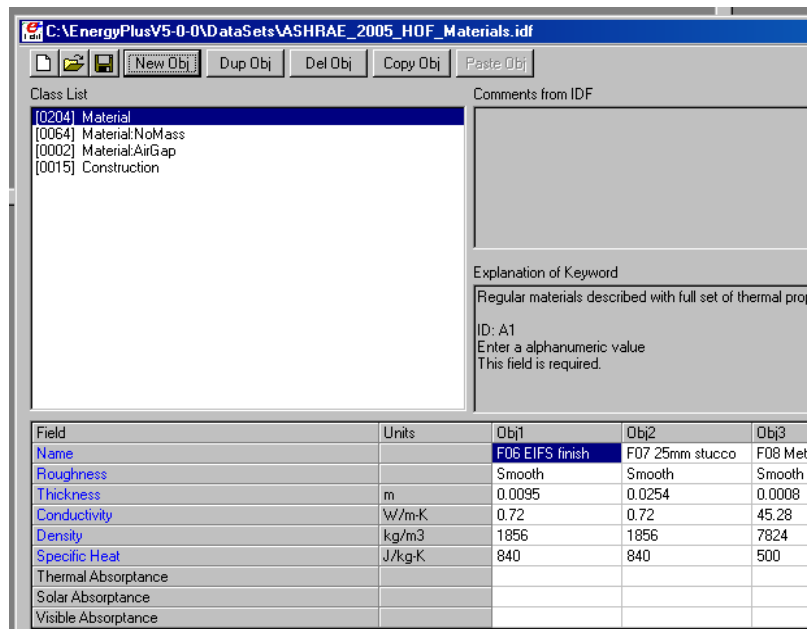 C:\EnergyPlusV5-0-0\DataSets\ASHRAE_2005_HOF_Materials.idf
New Obj Dup Obj Del Obj Copy Obj Paste Obj
Class List
[0204] Material
[0064] Material:NoMass
[0002] Material:AirGap
[0015] Construction
Comments from IDF
Explanation of Keyword
Regular materials described with full set of thermal prop
ID: A1
Enter a alphanumeric value
This field is required.
Field Units Obj1 Obj2 Obj3
Name F06 EIFS finish F07 25mm stucco F08 Met
Roughness Smooth Smooth Smooth
Thickness m 0.0095 0.0254 0.0008
Conductivity W/m-K 0.72 0.72 45.28
Density kg/m3 1856 1856 7824
Specific Heat J/kg-K 840 840 500
Thermal Absorptance
Solar Absorptance
Visible Absorptance